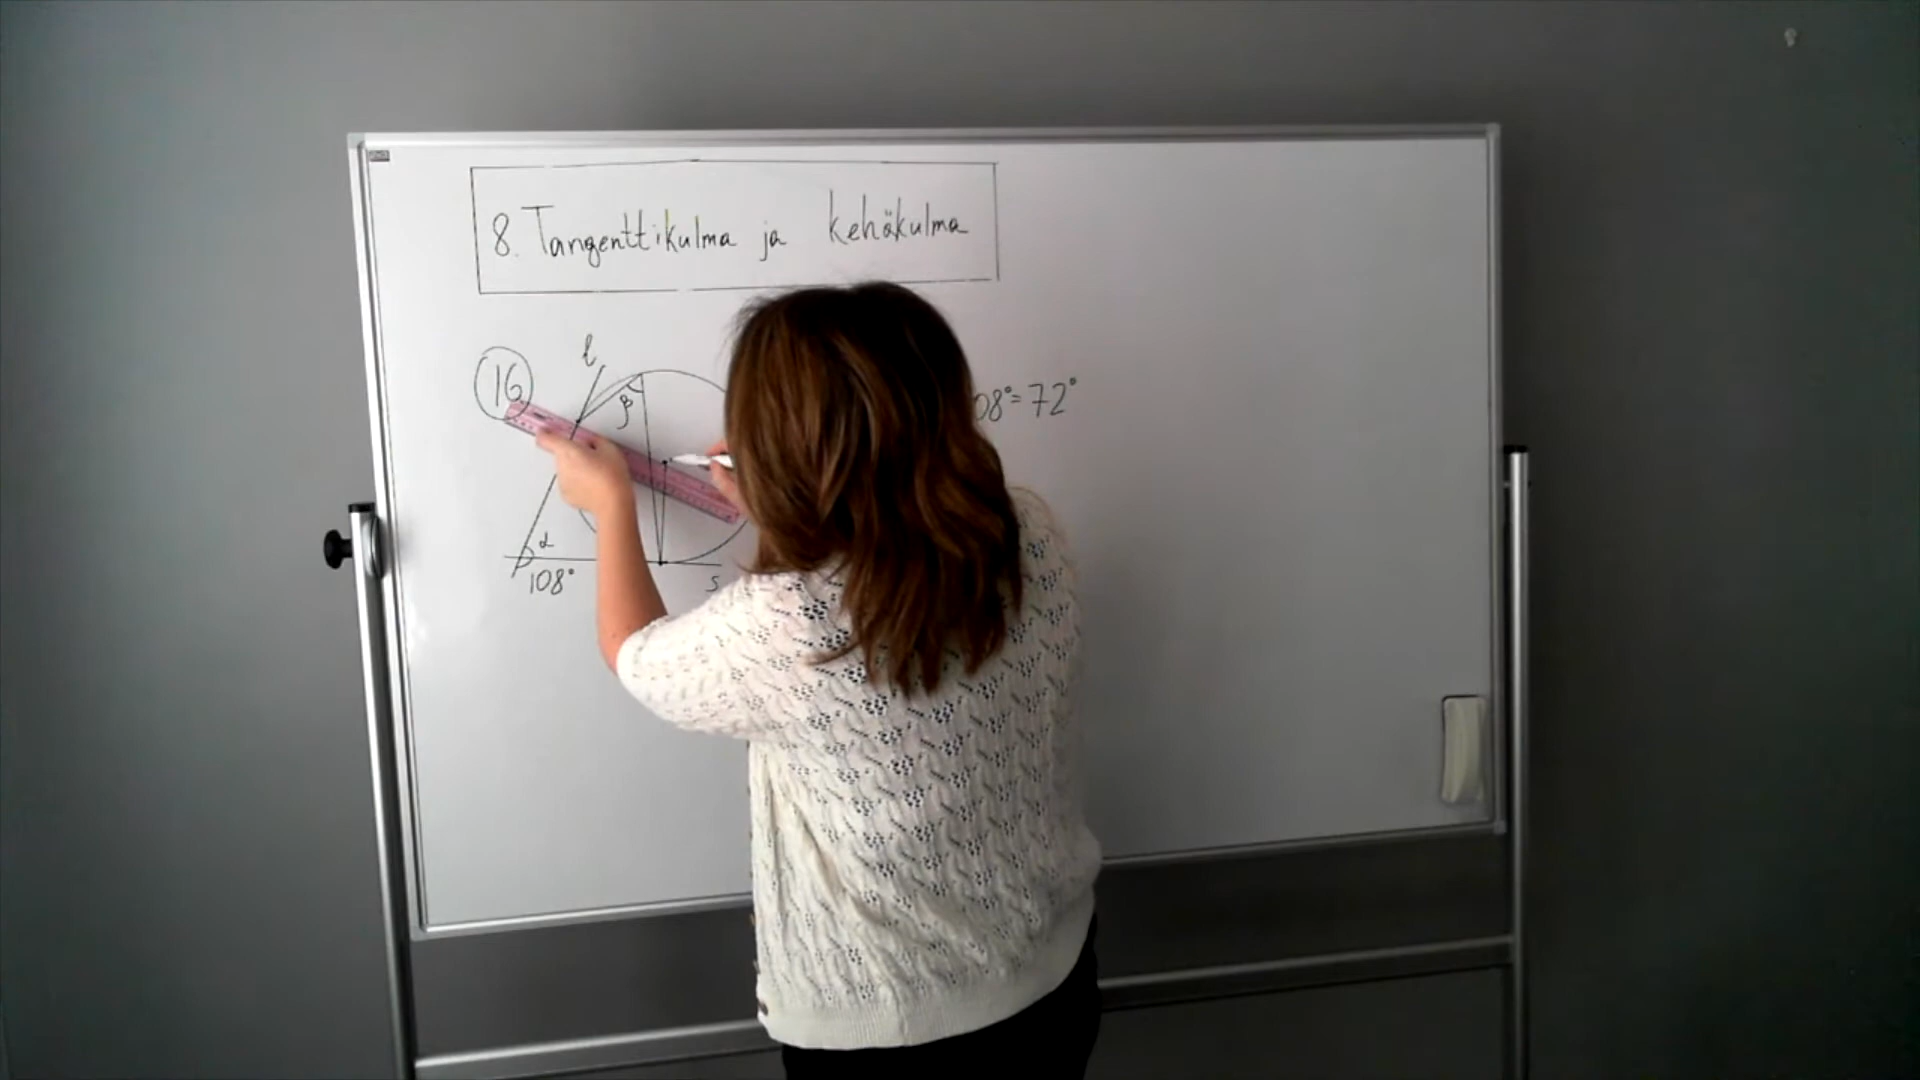 8. Tangenttikulma ja kehäkulma
16
l
β
08° = 72°
α
108°
s